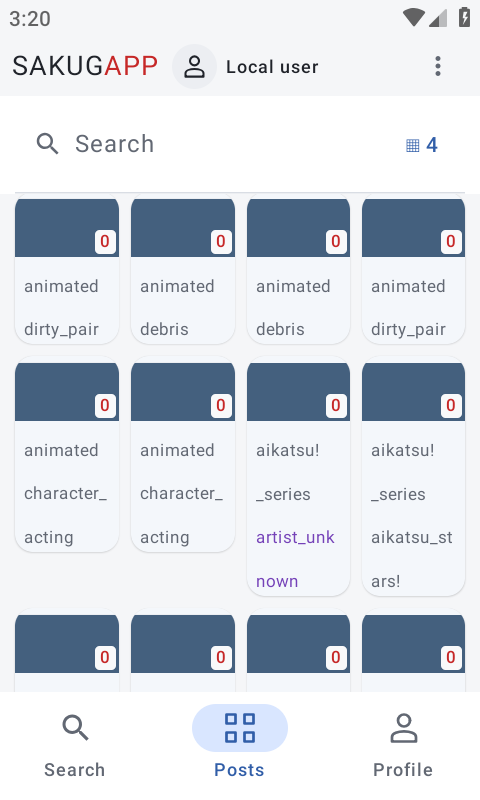 3:20
SAKUGAPP
Local user
Search
▦ 4
0
0
0
0
animated
dirty_pair
animated
debris
animated
debris
animated
dirty_pair
0
0
0
0
animated
character_
acting
animated
character_
acting
aikatsu!
_series
artist_unk
nown
aikatsu!
_series
aikatsu_st
ars!
0
0
0
0
Search
Posts
Profile